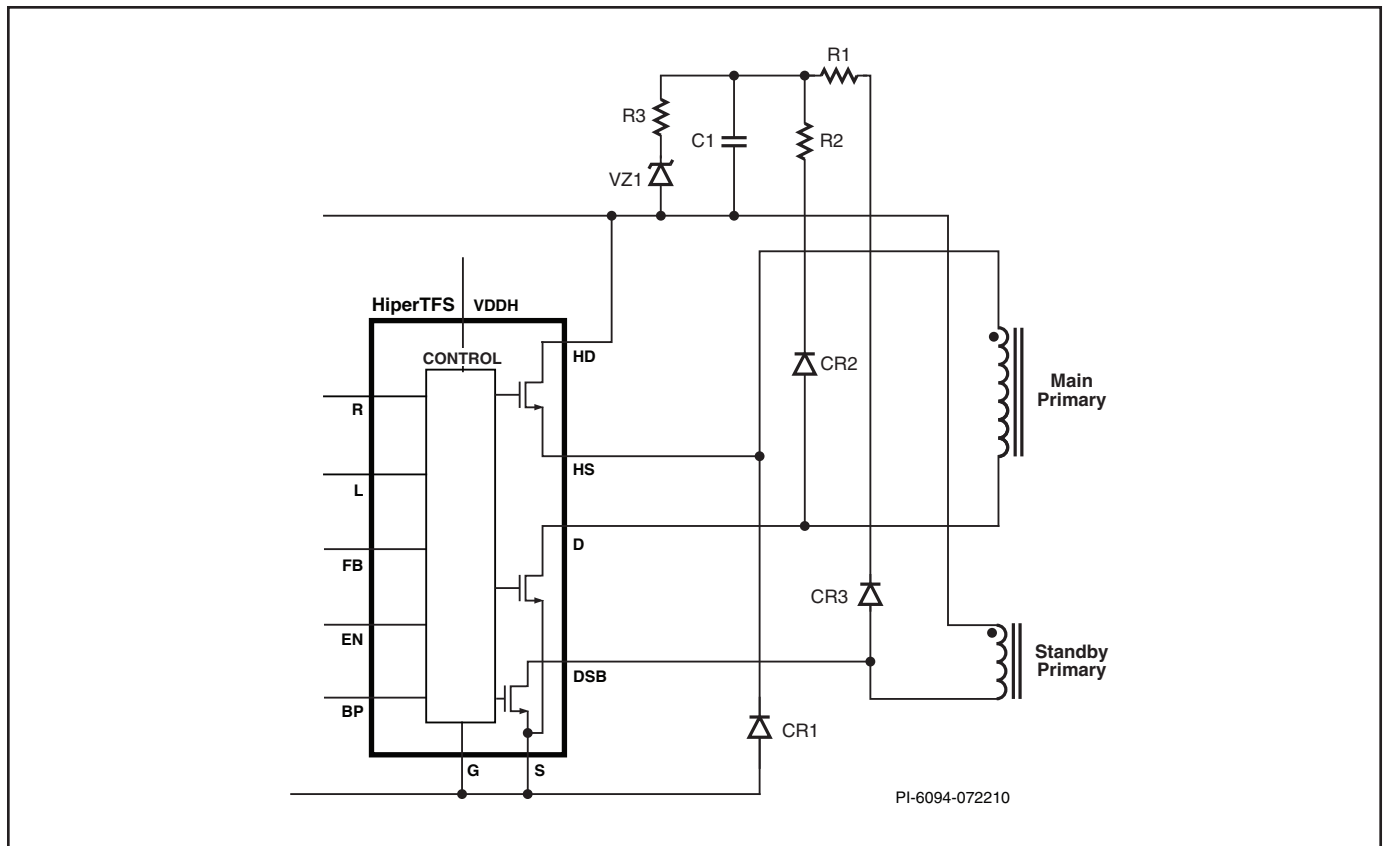 R1
R3
C1
R2
VZ1
HiperTFS VDDH
CONTROL
HD
CR2
Main
Primary
R
HS
L
D
FB
CR3
EN
Standby
Primary
DSB
BP
CR1
G
S
PI-6094-072210